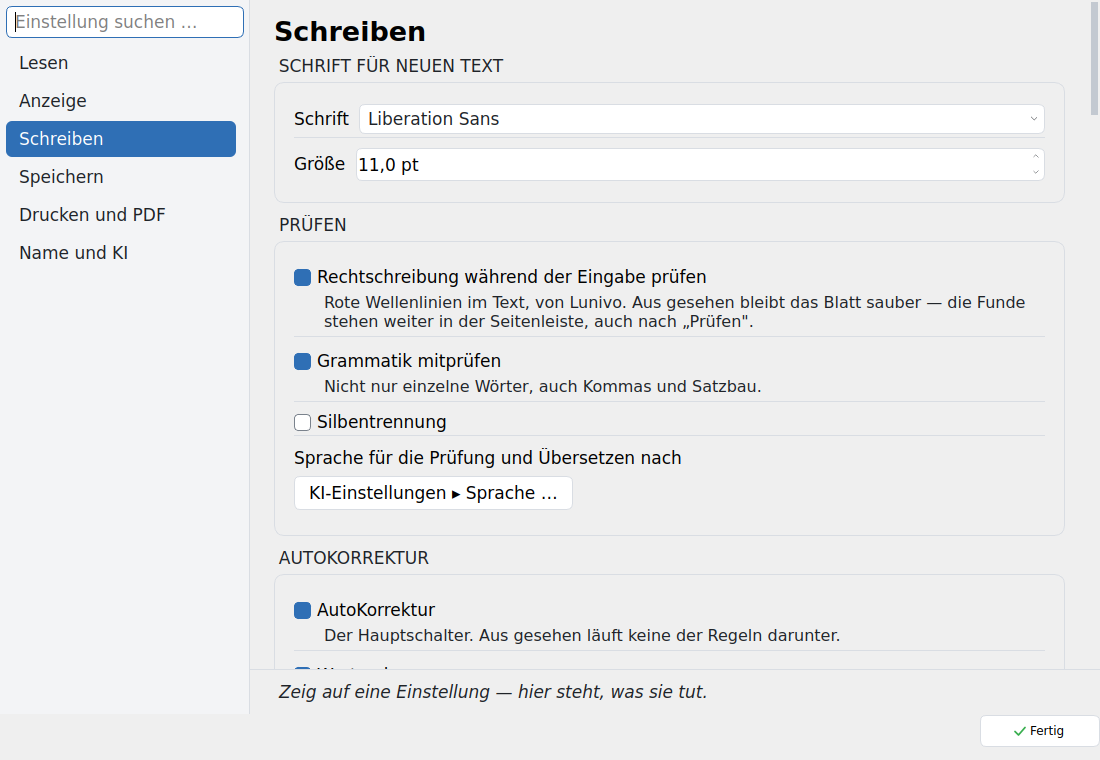 Einstellung suchen ...
Lesen
Anzeige
Schreiben
Speichern
Drucken und PDF
Name und KI
Schreiben
SCHRIFT FÜR NEUEN TEXT
Schrift Liberation Sans
Größe 11,0 pt
PRÜFEN
Rechtschreibung während der Eingabe prüfen
Rote Wellenlinien im Text, von Lunivo. Aus gesehen bleibt das Blatt sauber — die Funde
stehen weiter in der Seitenleiste, auch nach „Prüfen".
Grammatik mitprüfen
Nicht nur einzelne Wörter, auch Kommas und Satzbau.
Silbentrennung
Sprache für die Prüfung und Übersetzen nach
KI-Einstellungen ▸ Sprache ...
AUTOKORREKTUR
AutoKorrektur
Der Hauptschalter. Aus gesehen läuft keine der Regeln darunter.
Zeig auf eine Einstellung — hier steht, was sie tut.
Fertig